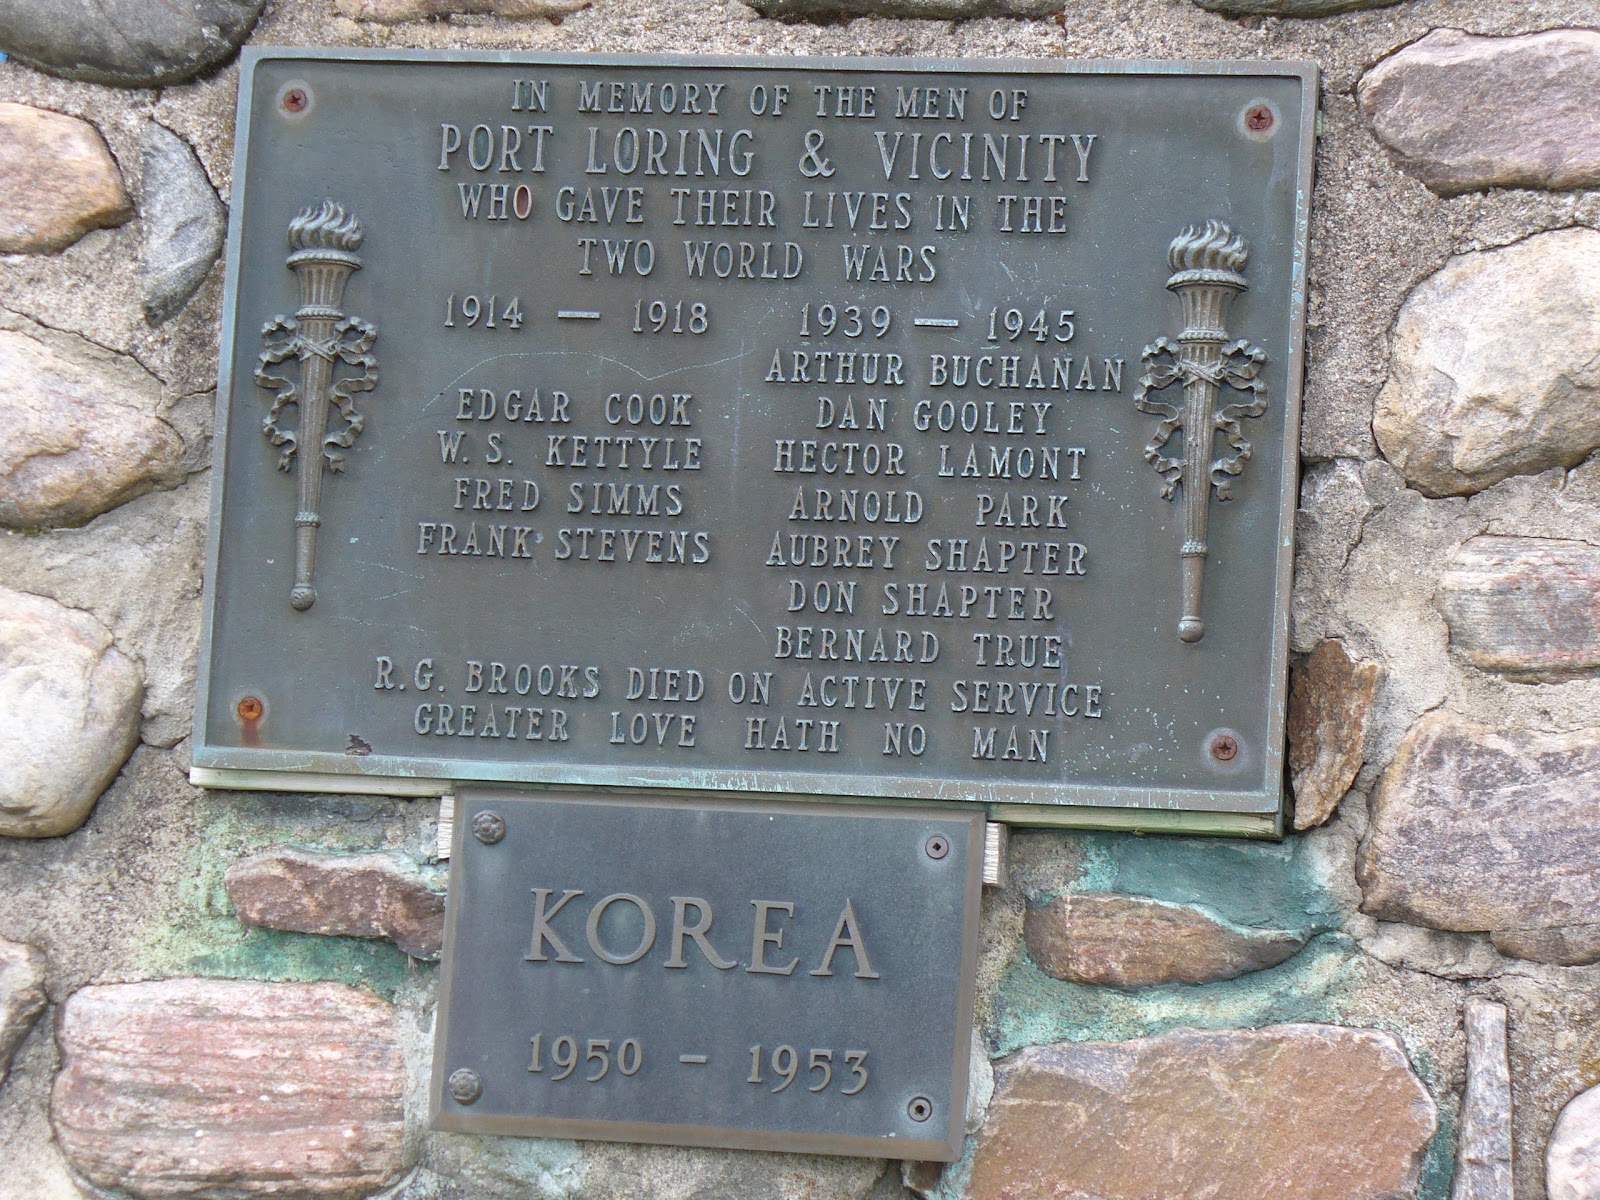 IN MEMORY OF THE MEN OF
PORT LORING & VICINITY
WHO GAVE THEIR LIVES IN THE
TWO WORLD WARS
1914 — 1918
EDGAR COOK
W. S. KETTYLE
FRED SIMMS
FRANK STEVENS
1939 — 1945
ARTHUR BUCHANAN
DAN GOOLEY
HECTOR LAMONT
ARNOLD PARK
AUBREY SHAPTER
DON SHAPTER
BERNARD TRUE
R.G. BROOKS DIED ON ACTIVE SERVICE
GREATER LOVE HATH NO MAN
KOREA
1950 - 1953